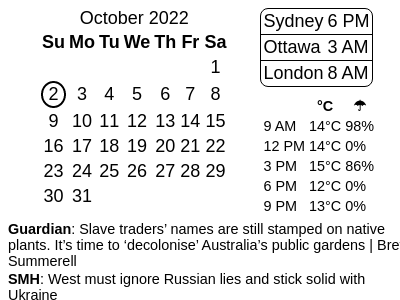 October 2022
Su Mo Tu We Th Fr Sa
1
2 3 4 5 6 7 8
9 10 11 12 13 14 15
16 17 18 19 20 21 22
23 24 25 26 27 28 29
30 31
Sydney 6 PM
Ottawa 3 AM
London 8 AM
°C ☂
9 AM 14°C 98%
12 PM 14°C 0%
3 PM 15°C 86%
6 PM 12°C 0%
9 PM 13°C 0%
Guardian: Slave traders’ names are still stamped on native
plants. It’s time to ‘decolonise’ Australia’s public gardens | Bre
Summerell
SMH: West must ignore Russian lies and stick solid with
Ukraine